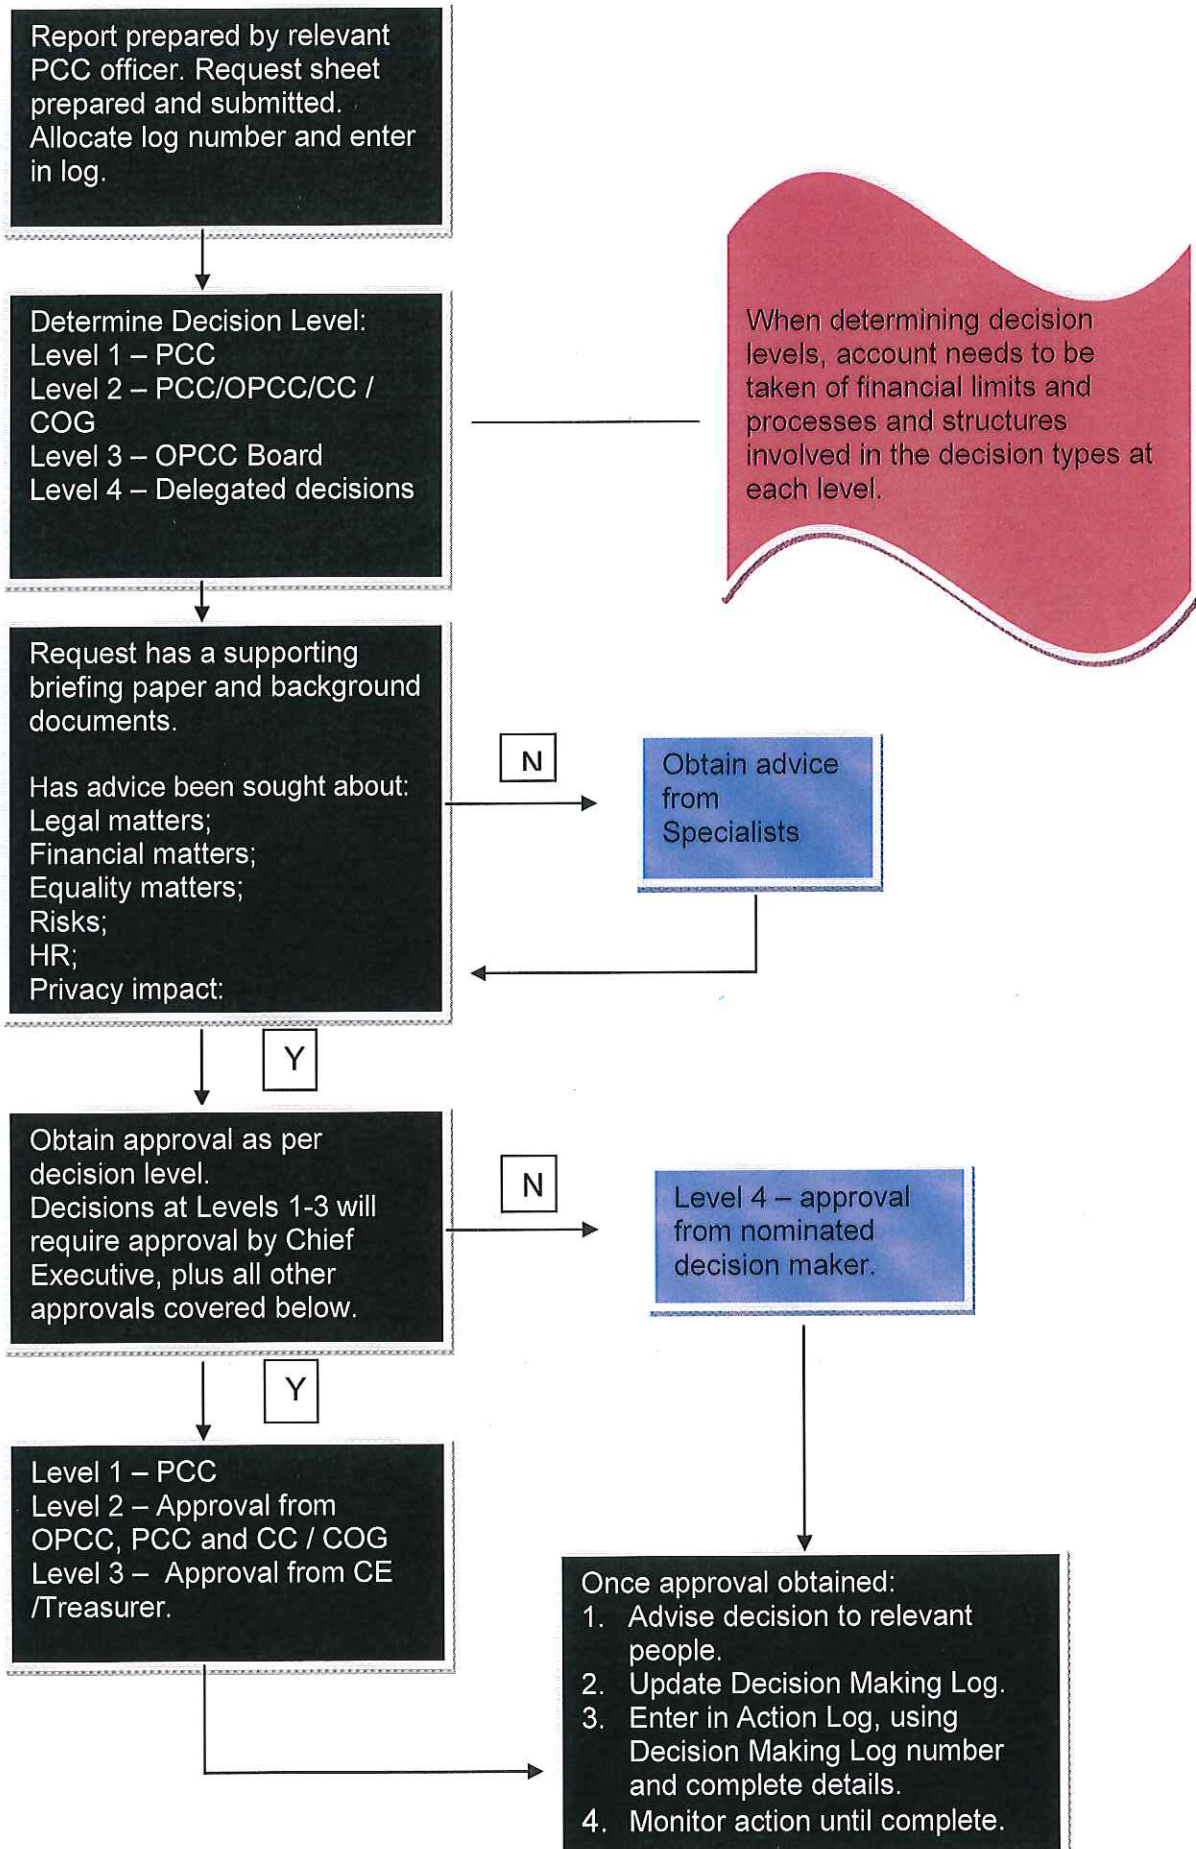 Report prepared by relevant
PCC officer. Request sheet
prepared and submitted.
Allocate log number and enter
in log.
Determine Decision Level:
Level 1 – PCC
Level 2 – PCC/OPCC/CC /
COG
Level 3 – OPCC Board
Level 4 – Delegated decisions
When determining decision
levels, account needs to be
taken of financial limits and
processes and structures
involved in the decision types at
each level.
Request has a supporting
briefing paper and background
documents.
Has advice been sought about:
Legal matters;
Financial matters;
Equality matters;
Risks;
HR;
Privacy impact:
N
Obtain advice
from
Specialists
Y
Obtain approval as per
decision level.
Decisions at Levels 1-3 will
require approval by Chief
Executive, plus all other
approvals covered below.
N
Level 4 – approval
from nominated
decision maker.
Y
Level 1 – PCC
Level 2 – Approval from
OPCC, PCC and CC / COG
Level 3 – Approval from CE
/Treasurer.
Once approval obtained:
1. Advise decision to relevant
people.
2. Update Decision Making Log.
3. Enter in Action Log, using
Decision Making Log number
and complete details.
4. Monitor action until complete.